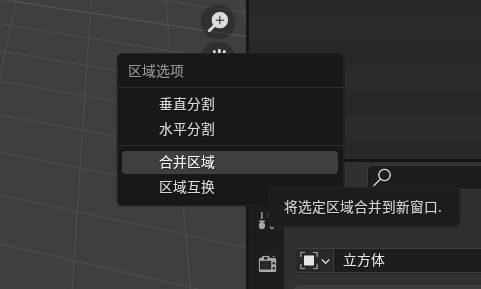 区域选项
垂直分割
水平分割
合并区域
区域互换
将选定区域合并到新窗口.
立方体